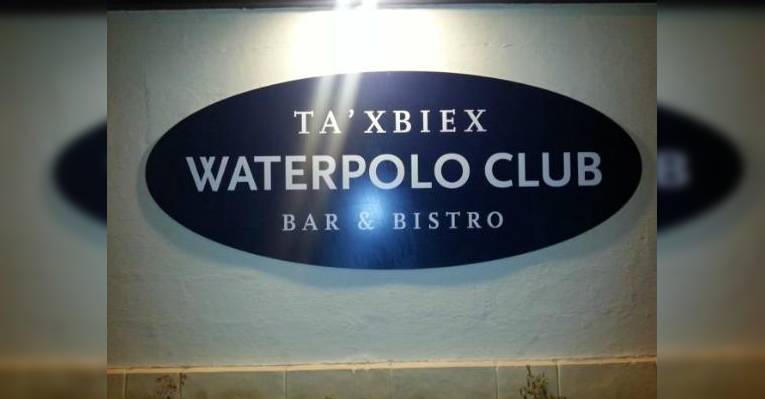 TA'XBIEX
WATERPOLO CLUB
BAR & BISTRO